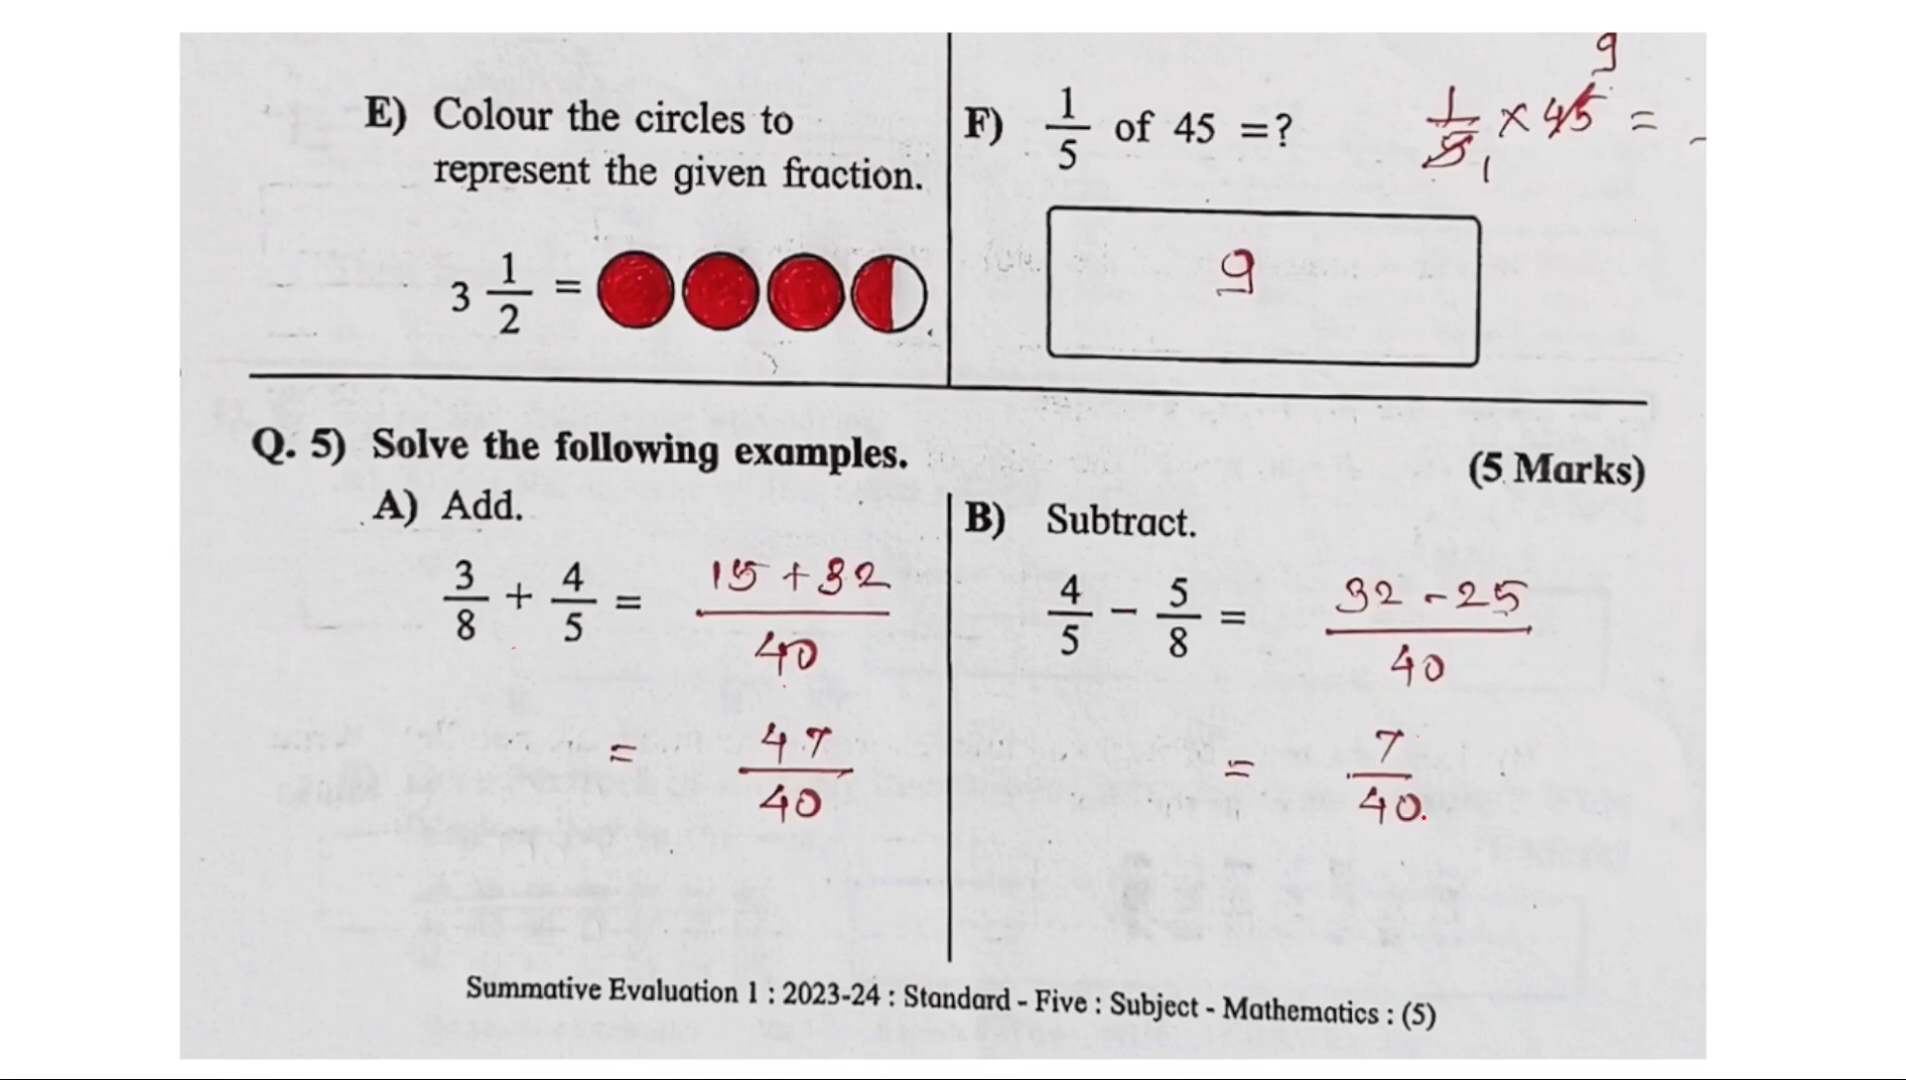 E) Colour the circles to
represent the given fraction.
3 1/2 =
F) 1/5 of 45 =?
9
1/5 1 × 45 =
9
Q. 5) Solve the following examples.
(5 Marks)
A) Add.
3/8 + 4/5 = 15 + 32 / 40
= 47/40
B) Subtract.
4/5 − 5/8 = 32 - 25 / 40
= 7/40.
Summative Evaluation 1 : 2023-24 : Standard - Five : Subject - Mathematics : (5)